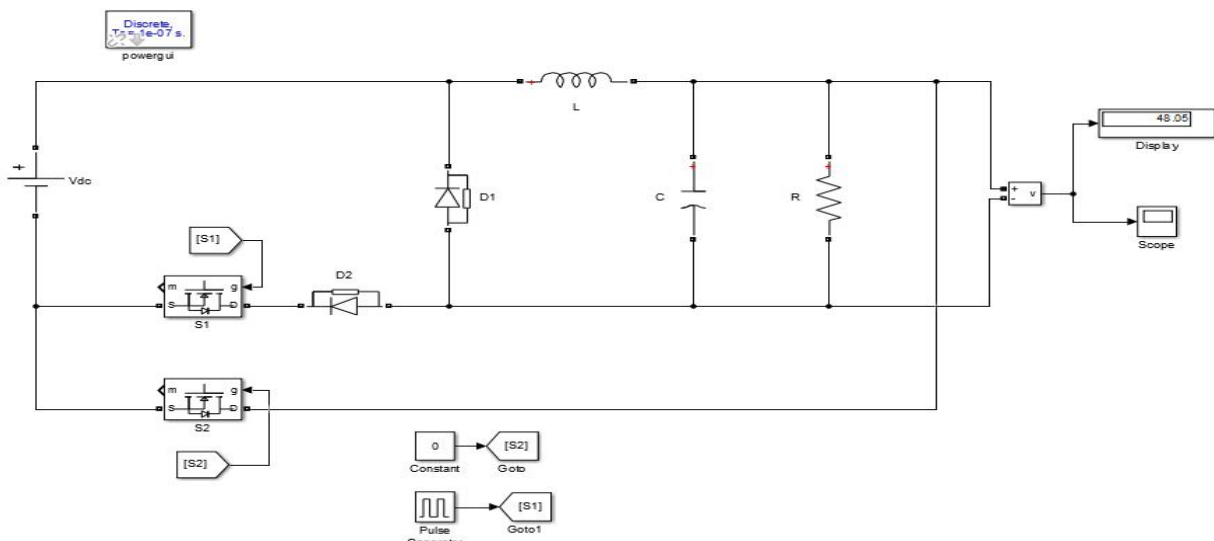 Discrete,
Ts = 1e-07 s.
powergui
L
+
Vdc
D1
C
R
+
-
v
48.05
Display
Scope
[S1]
D2
m
g
S
D
S1
m
g
S
D
S2
[S2]
0
Constant
[S2]
Goto
Pulse
[S1]
Goto1